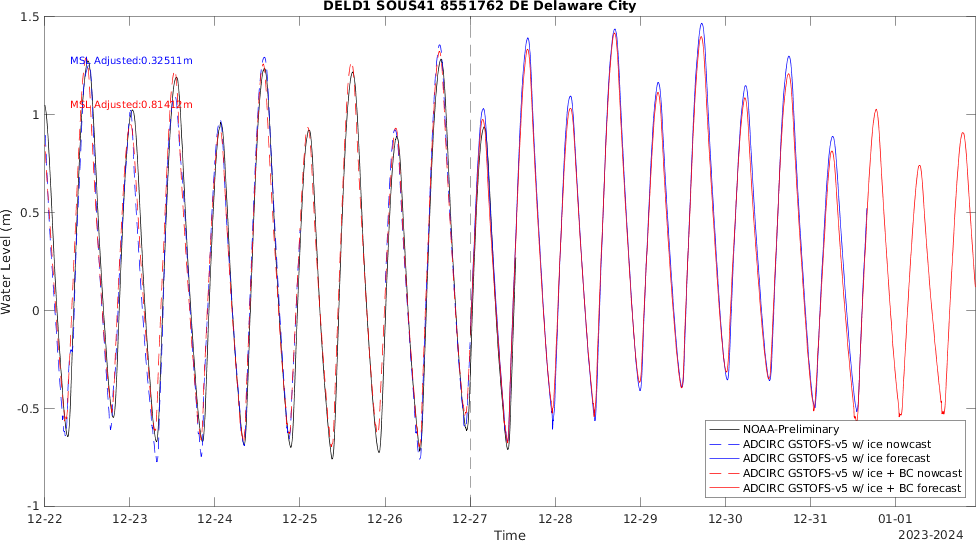 DELD1 SOUS41 8551762 DE Delaware City
1.5
MSL Adjusted:0.32511m
MSL Adjusted:0.81412m
1
0.5
0
-0.5
-1
Water Level (m)
NOAA-Preliminary
ADCIRC GSTOFS-v5 w/ ice nowcast
ADCIRC GSTOFS-v5 w/ ice forecast
ADCIRC GSTOFS-v5 w/ ice + BC nowcast
ADCIRC GSTOFS-v5 w/ ice + BC forecast
12-22 12-23 12-24 12-25 12-26 12-27 12-28 12-29 12-30 12-31 01-01
Time
2023-2024